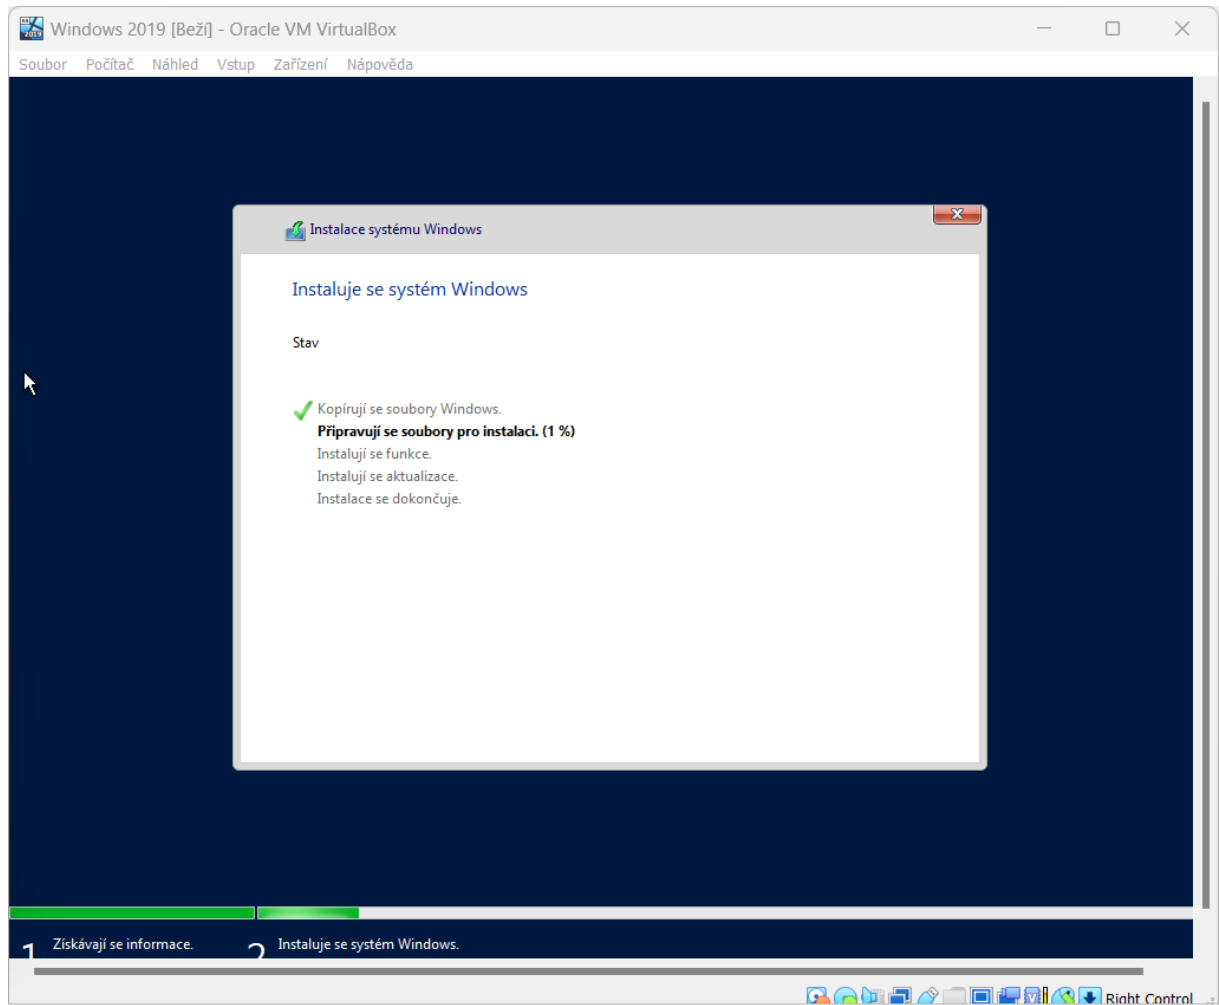 Windows 2019 [Beží] - Oracle VM VirtualBox
Soubor Počítač Náhled Vstup Zařízení Nápověda
Instalace systému Windows
Instaluje se systém Windows
Stav
Kopírují se soubory Windows.
Připravují se soubory pro instalaci. (1 %)
Instalují se funkce.
Instalují se aktualizace.
Instalace se dokončuje.
1 Získávají se informace. 2 Instaluje se systém Windows.
Right Control